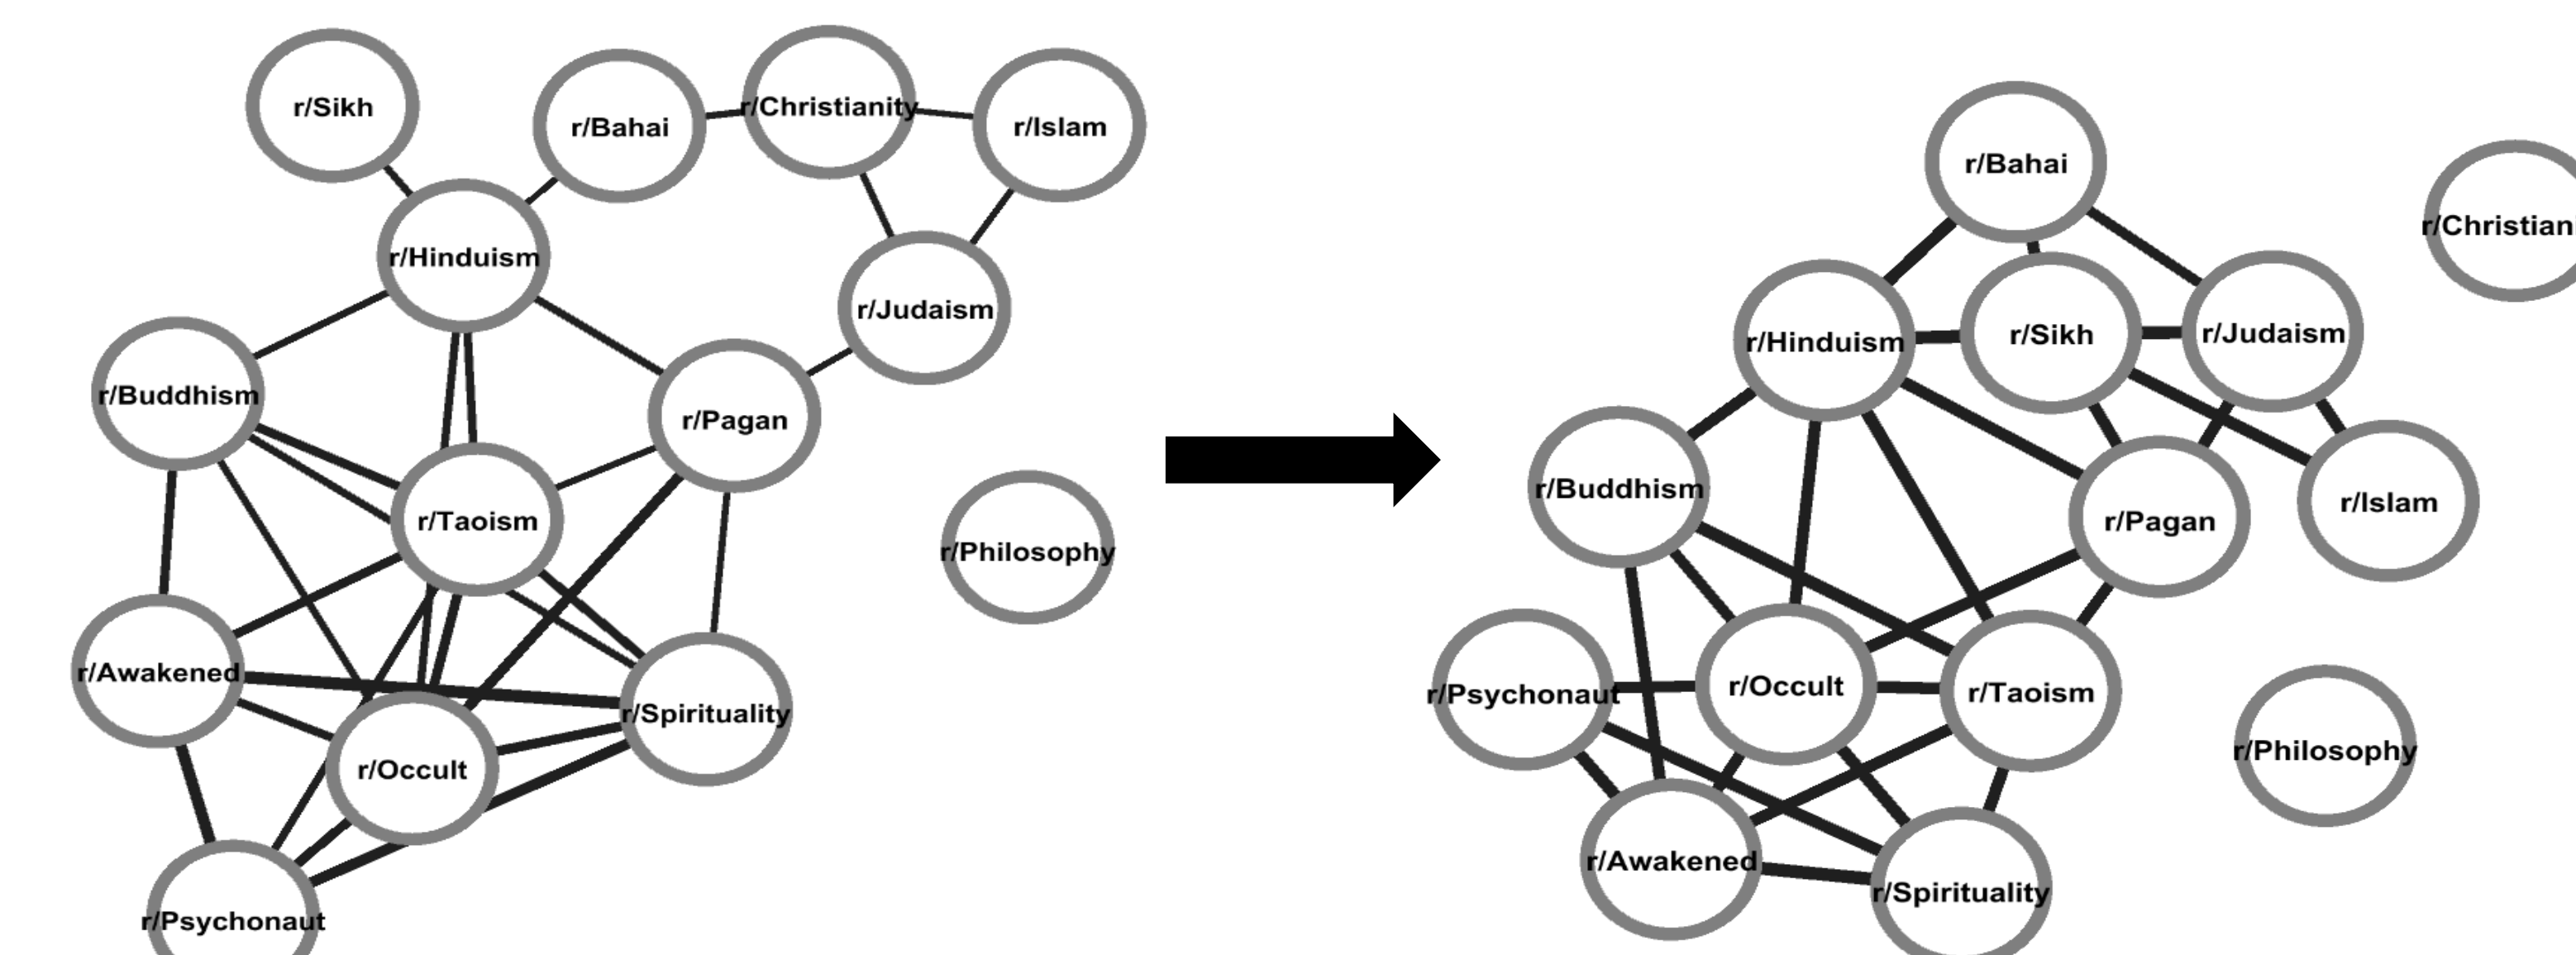 r/Sikh
r/Bahai
r/Christianity
r/Islam
r/Hinduism
r/Judaism
r/Buddhism
r/Pagan
r/Taoism
r/Philosophy
r/Awakened
r/Spirituality
r/Occult
r/Psychonaut
r/Bahai
r/Christian
r/Hinduism
r/Sikh
r/Judaism
r/Buddhism
r/Pagan
r/Islam
r/Psychonaut
r/Occult
r/Taoism
r/Philosophy
r/Awakened
r/Spirituality